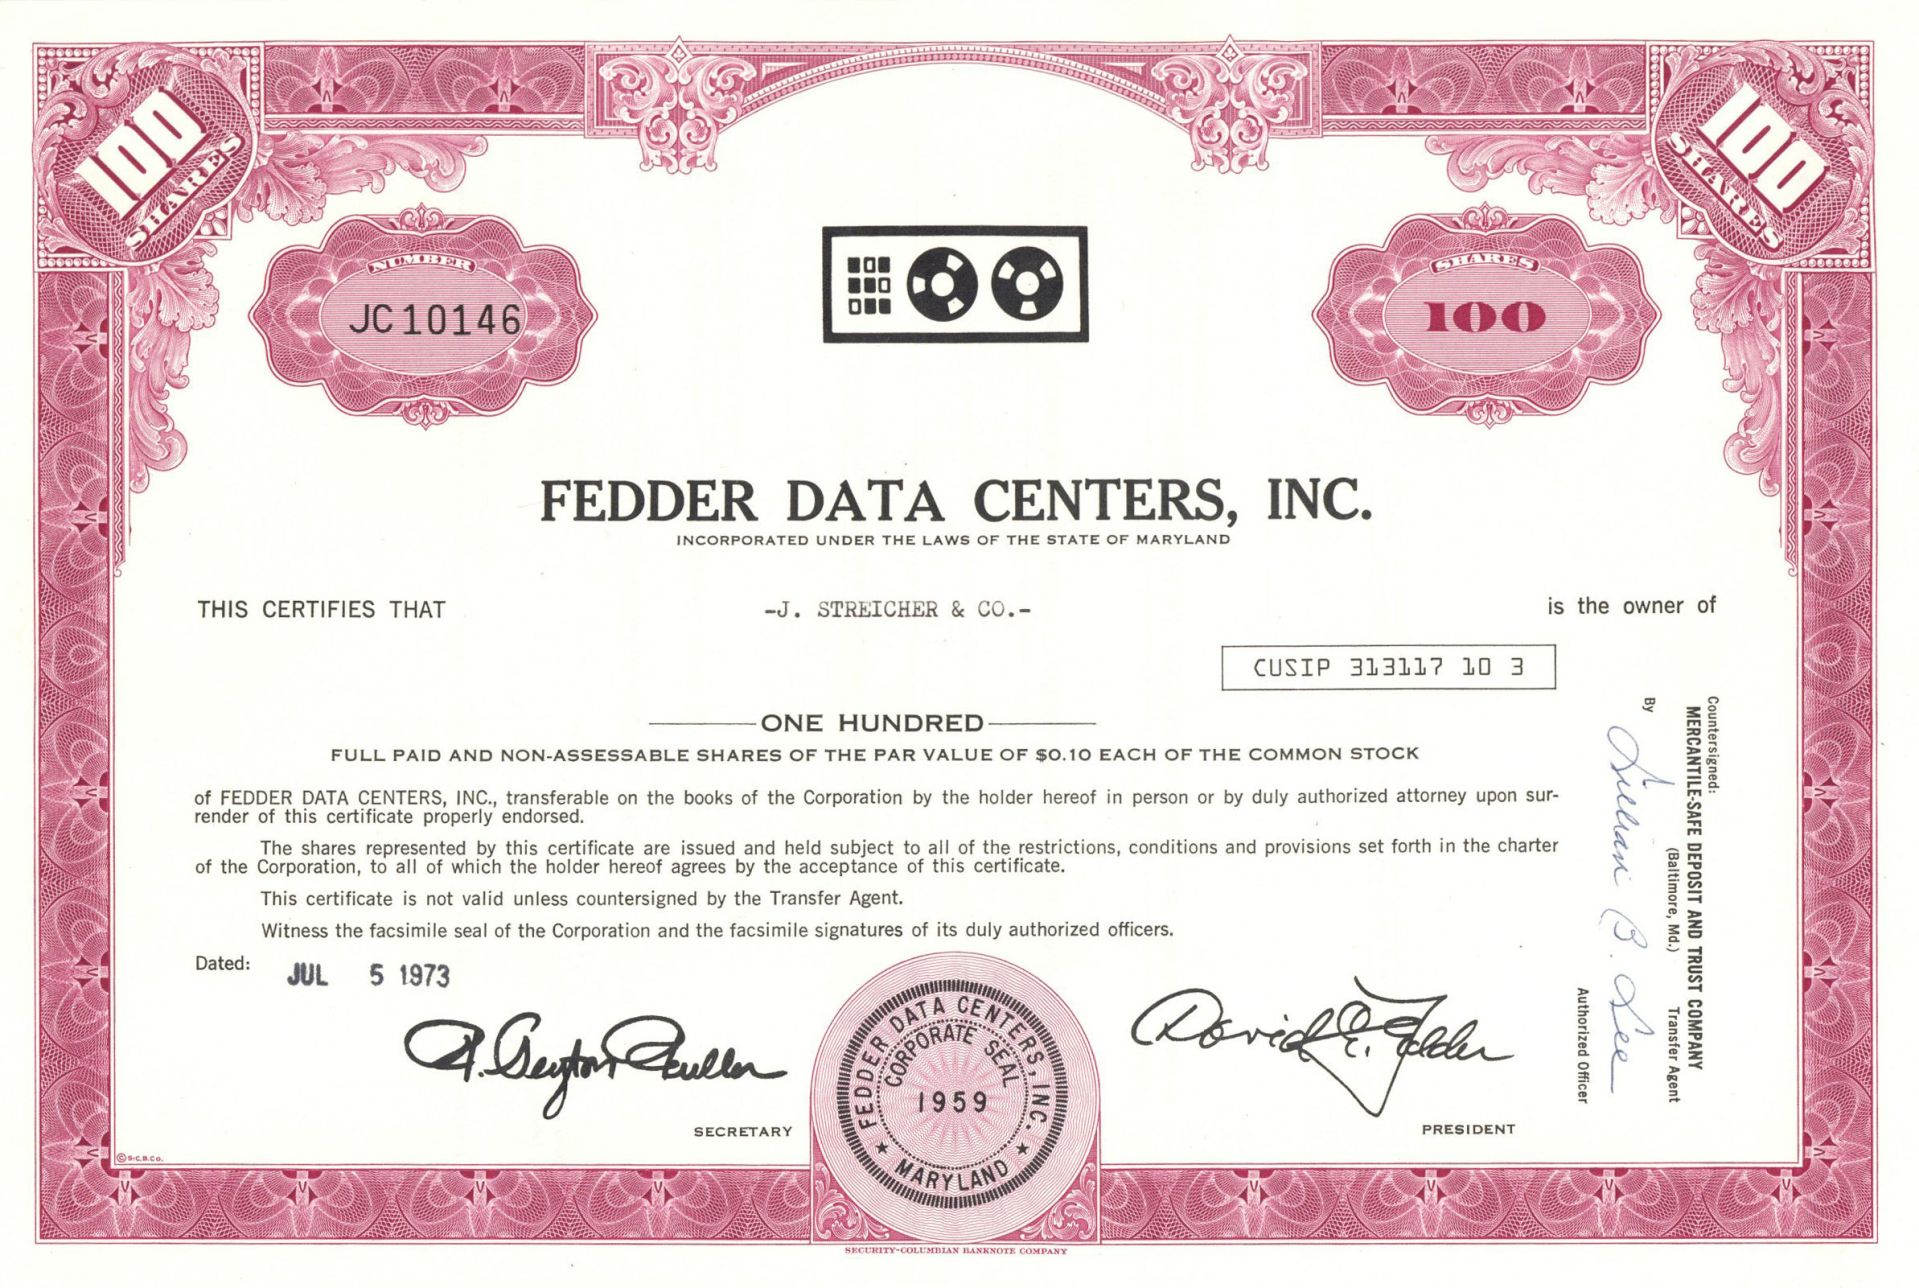 100
SHARES
100
SHARES
NUMBER
JC10146
SHARES
100
FEDDER DATA CENTERS, INC.
INCORPORATED UNDER THE LAWS OF THE STATE OF MARYLAND
THIS CERTIFIES THAT -J. STREICHER & CO.- is the owner of
CUSIP 313117 10 3
ONE HUNDRED
FULL PAID AND NON-ASSESSABLE SHARES OF THE PAR VALUE OF $0.10 EACH OF THE COMMON STOCK
of FEDDER DATA CENTERS, INC., transferable on the books of the Corporation by the holder hereof in person or by duly authorized attorney upon sur-
render of this certificate properly endorsed.
The shares represented by this certificate are issued and held subject to all of the restrictions, conditions and provisions set forth in the charter
of the Corporation, to all of which the holder hereof agrees by the acceptance of this certificate.
This certificate is not valid unless countersigned by the Transfer Agent.
Witness the facsimile seal of the Corporation and the facsimile signatures of its duly authorized officers.
Dated: JUL 5 1973
SECRETARY
FEDDER DATA CENTERS, INC.
CORPORATE SEAL
1959
★ MARYLAND ★
David E. Fedder
PRESIDENT
Countersigned:
MERCANTILE-SAFE DEPOSIT AND TRUST COMPANY
(Baltimore, Md.) Transfer Agent
By Lillian B. Lee
Authorized Officer
© S-C.B.Co.
SECURITY-COLUMBIAN BANKNOTE COMPANY